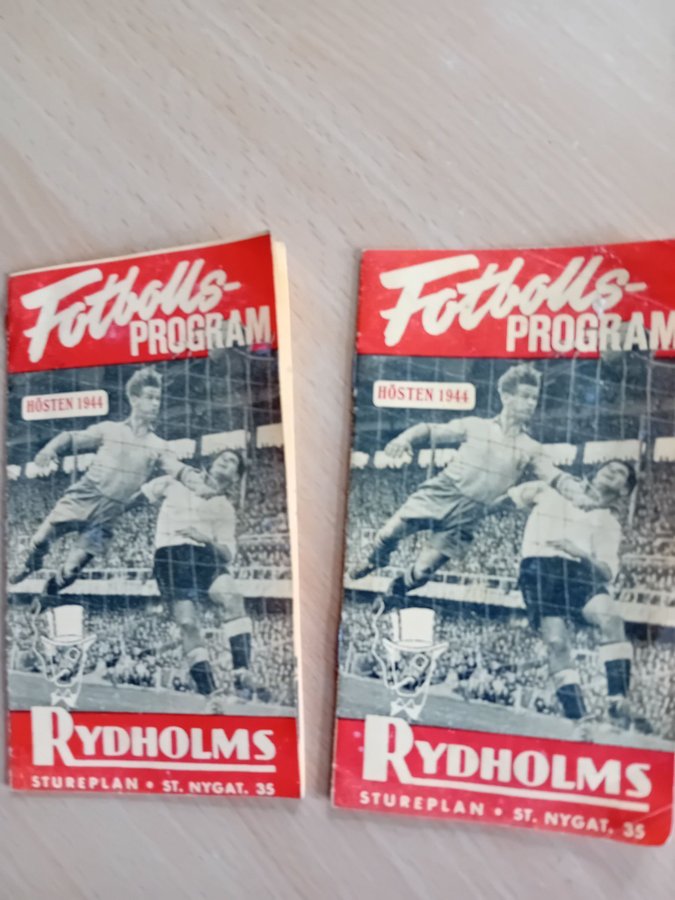 Fotbolls-
PROGRAM
HÖSTEN 1944
RYDHOLMS
STUREPLAN • ST. NYGAT. 35
Fotbolls-
PROGRAM
HÖSTEN 1944
RYDHOLMS
STUREPLAN • ST. NYGAT. 35